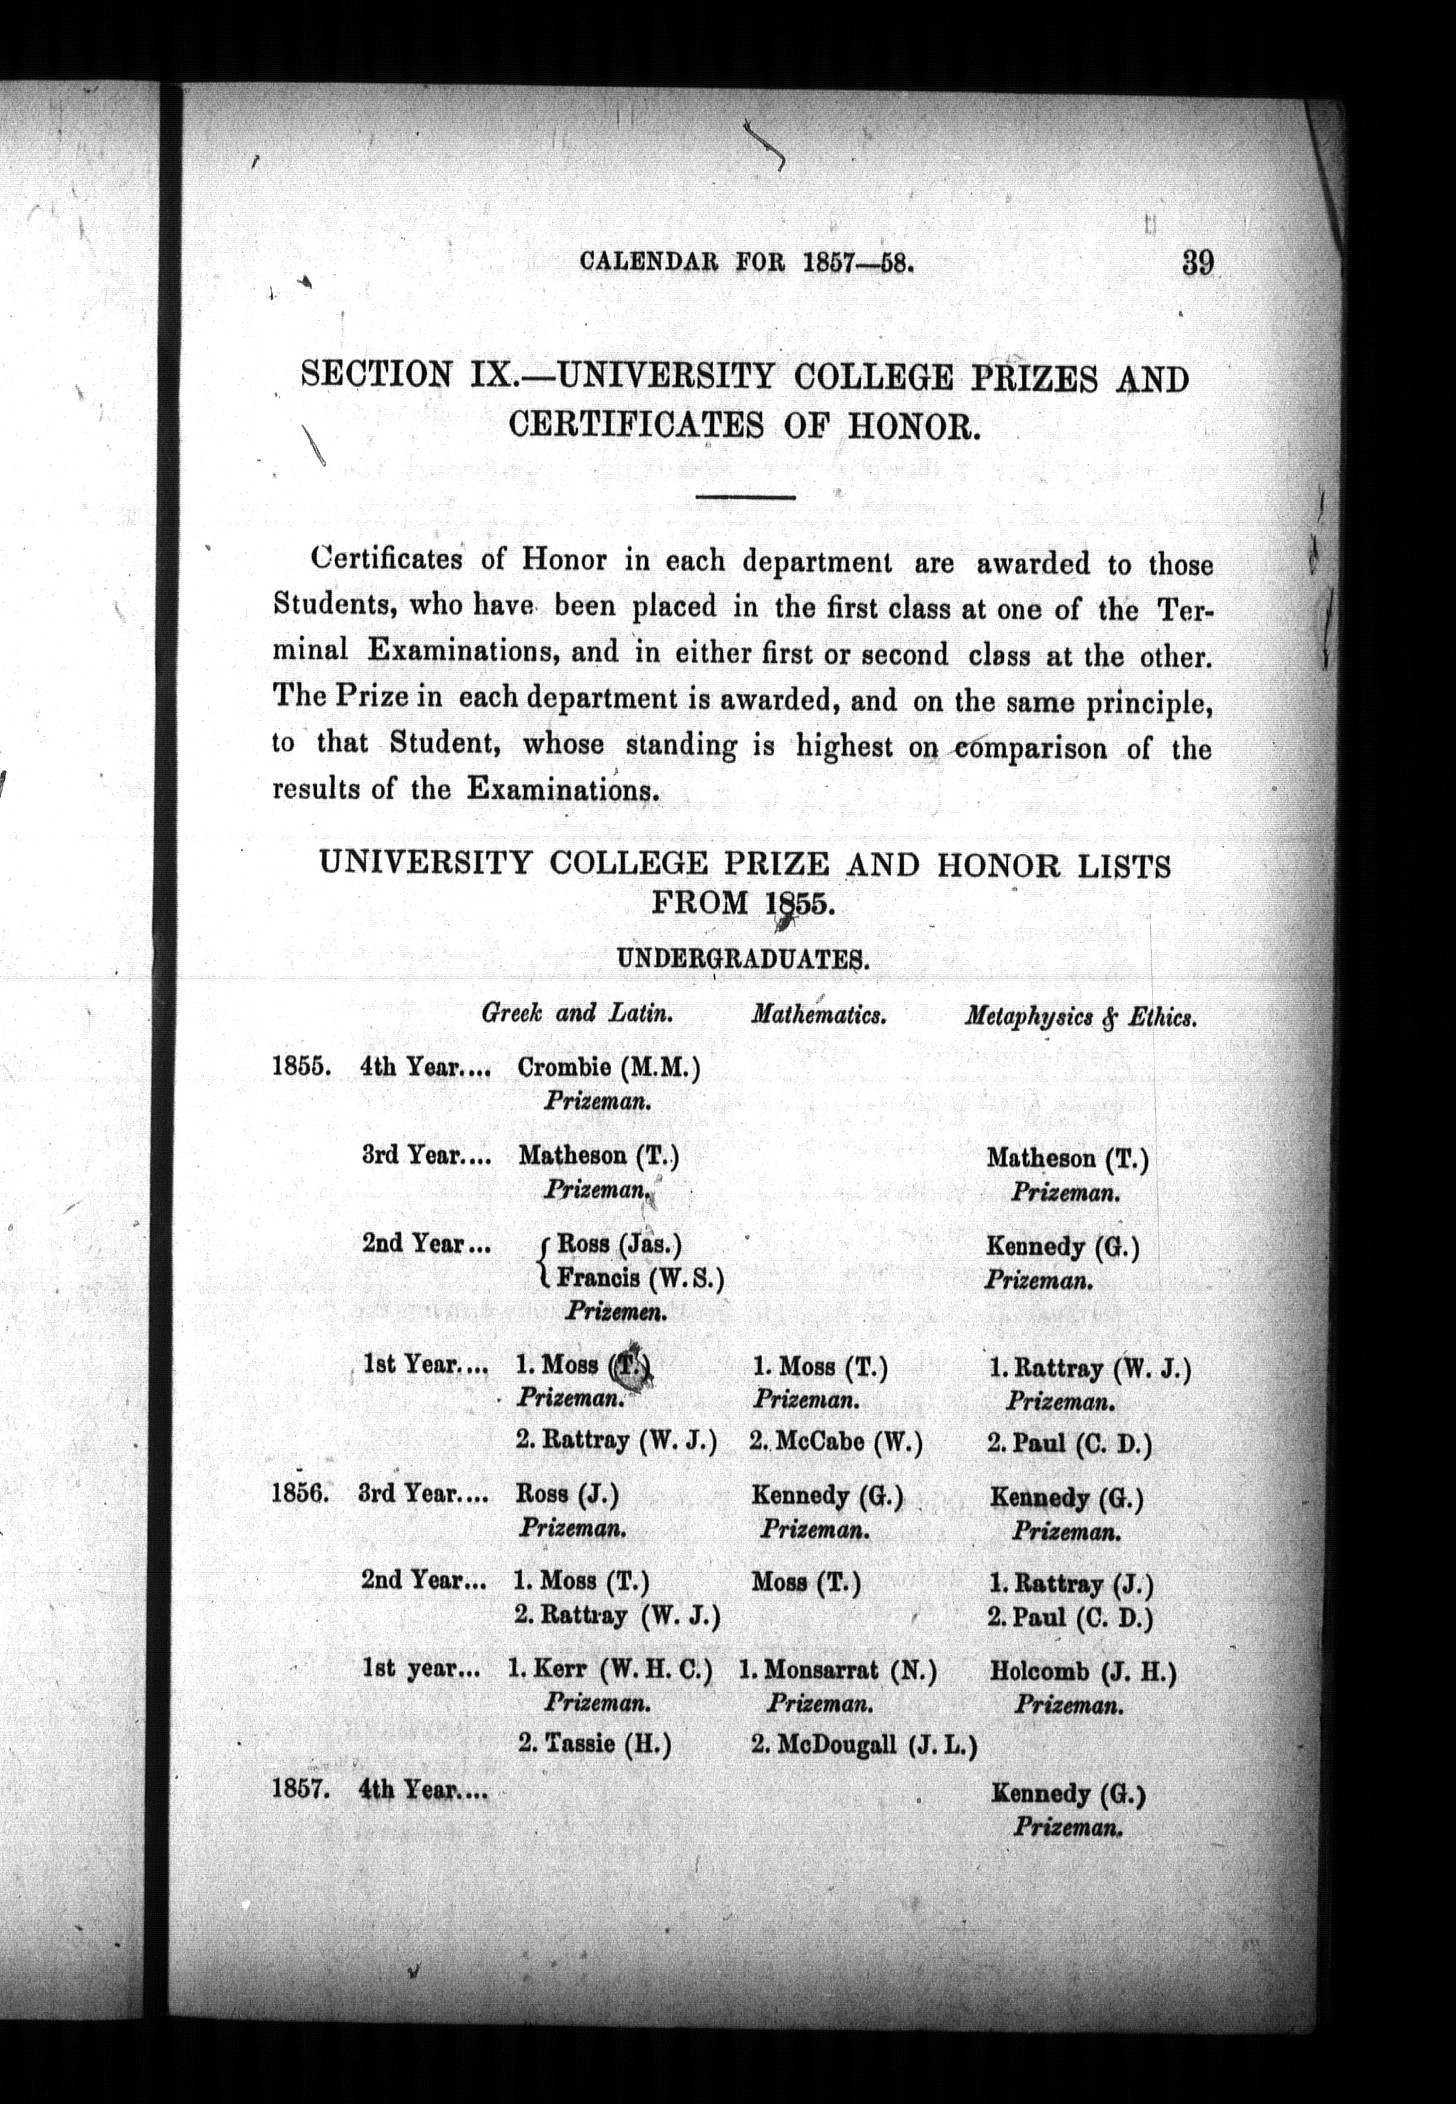 CALENDAR FOR 1857—58. 39
SECTION IX.—UNIVERSITY COLLEGE PRIZES AND
CERTIFICATES OF HONOR.
Certificates of Honor in each department are awarded to those
Students, who have been placed in the first class at one of the Ter-
minal Examinations, and in either first or second class at the other.
The Prize in each department is awarded, and on the same principle,
to that Student, whose standing is highest on comparison of the
results of the Examinations.
UNIVERSITY COLLEGE PRIZE AND HONOR LISTS
FROM 1855.
UNDERGRADUATES.
Greek and Latin. Mathematics. Metaphysics & Ethics.
1855. 4th Year.... Crombie (M.M.)
Prizeman.
3rd Year.... Matheson (T.) Matheson (T.)
Prizeman. Prizeman.
2nd Year... { Ross (Jas.) Kennedy (G.)
Francis (W.S.) Prizeman.
Prizemen.
1st Year.... 1. Moss (T.) 1. Moss (T.) 1. Rattray (W. J.)
Prizeman. Prizeman. Prizeman.
2. Rattray (W. J.) 2. McCabe (W.) 2. Paul (C. D.)
1856. 3rd Year.... Ross (J.) Kennedy (G.) Kennedy (G.)
Prizeman. Prizeman. Prizeman.
2nd Year... 1. Moss (T.) Moss (T.) 1. Rattray (J.)
2. Rattray (W. J.) 2. Paul (C. D.)
1st year... 1. Kerr (W. H. C.) 1. Monsarrat (N.) Holcomb (J. H.)
Prizeman. Prizeman. Prizeman.
2. Tassie (H.) 2. McDougall (J. L.)
1857. 4th Year.... Kennedy (G.)
Prizeman.